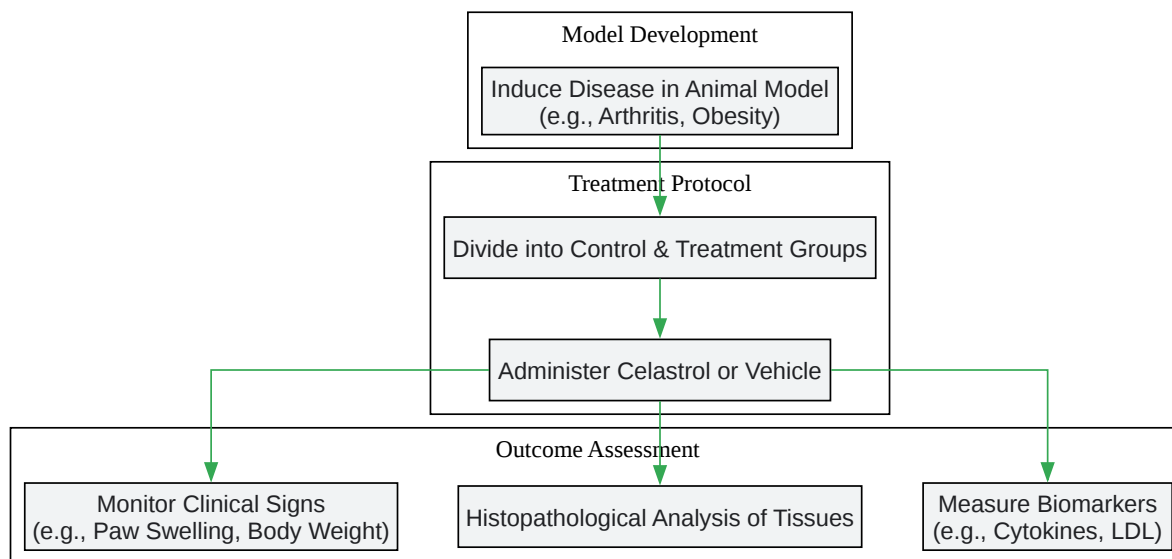 Model Development
Induce Disease in Animal Model
(e.g., Arthritis, Obesity)
Treatment Protocol
Divide into Control & Treatment Groups
Administer Celastrol or Vehicle
Outcome Assessment
Monitor Clinical Signs
(e.g., Paw Swelling, Body Weight)
Histopathological Analysis of Tissues
Measure Biomarkers
(e.g., Cytokines, LDL)